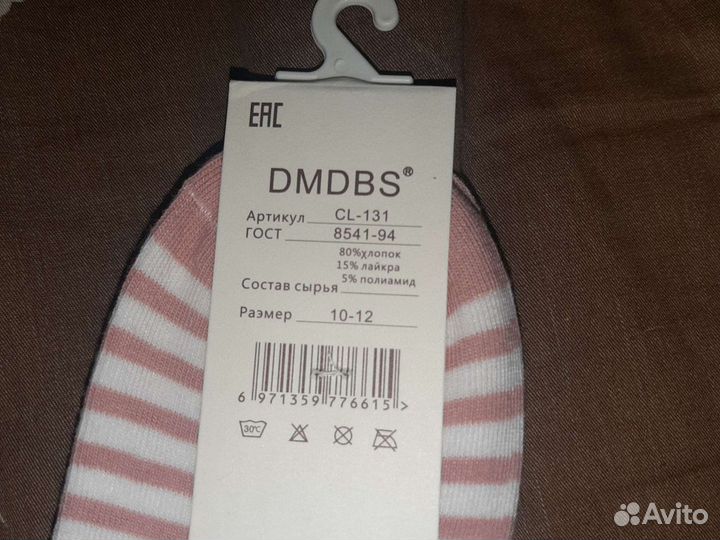 EAC
DMDBS®
Артикул CL-131
ГОСТ 8541-94
80%хлопок
15% лайкра
5% полиамид
Состав сырья
Размер 10-12
6 971359 776615 >
30℃
Avito